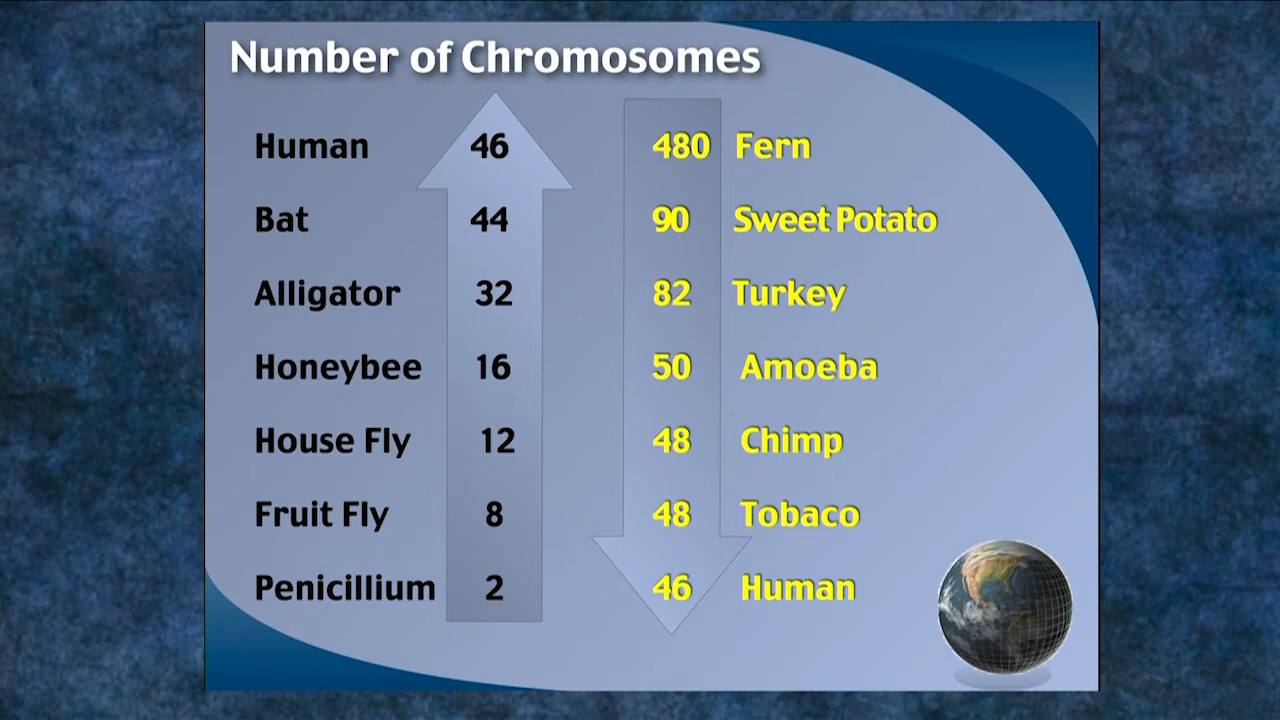 Number of Chromosomes
Human 46 480 Fern
Bat 44 90 Sweet Potato
Alligator 32 82 Turkey
Honeybee 16 50 Amoeba
House Fly 12 48 Chimp
Fruit Fly 8 48 Tobaco
Penicillium 2 46 Human